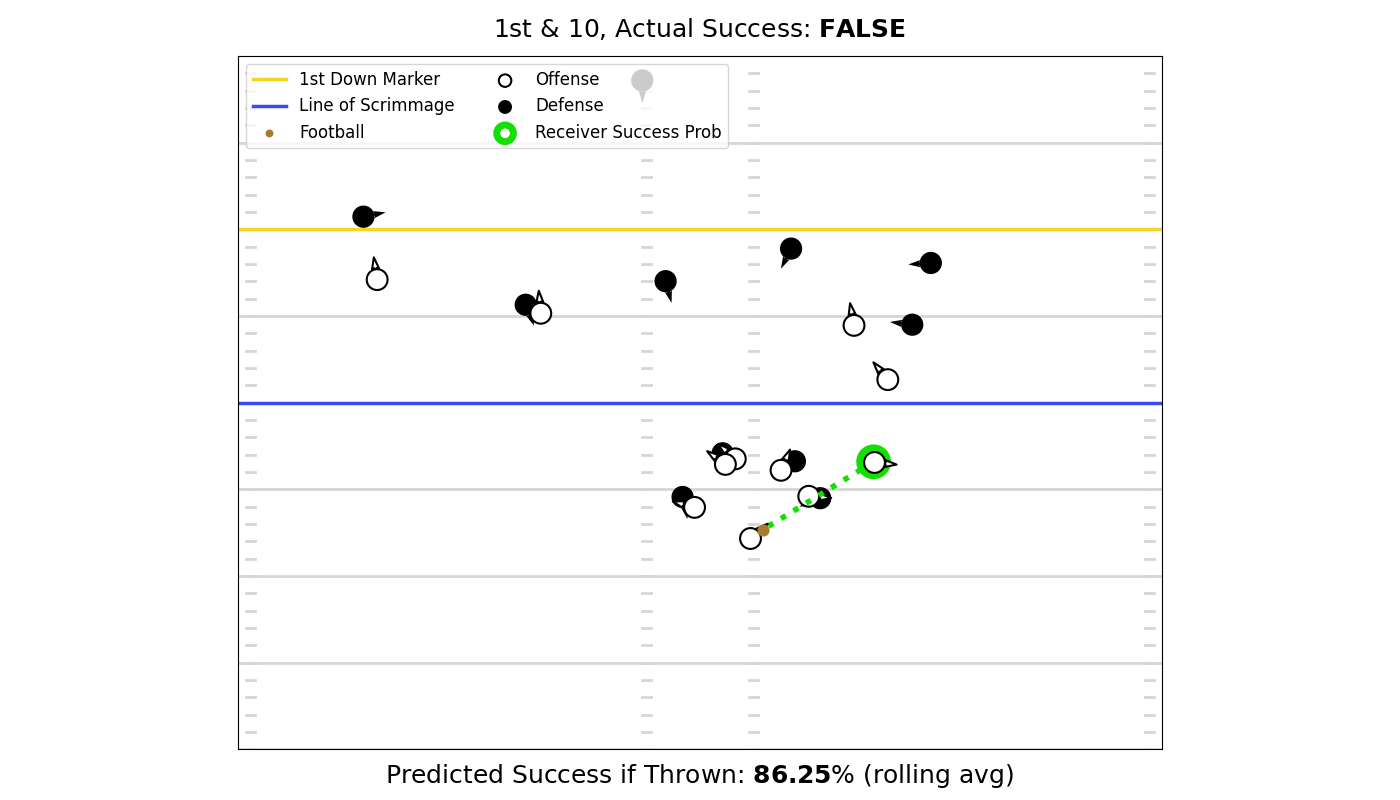 1st & 10, Actual Success: FALSE
1st Down Marker
Line of Scrimmage
Football
Offense
Defense
Receiver Success Prob
Predicted Success if Thrown: 86.25% (rolling avg)